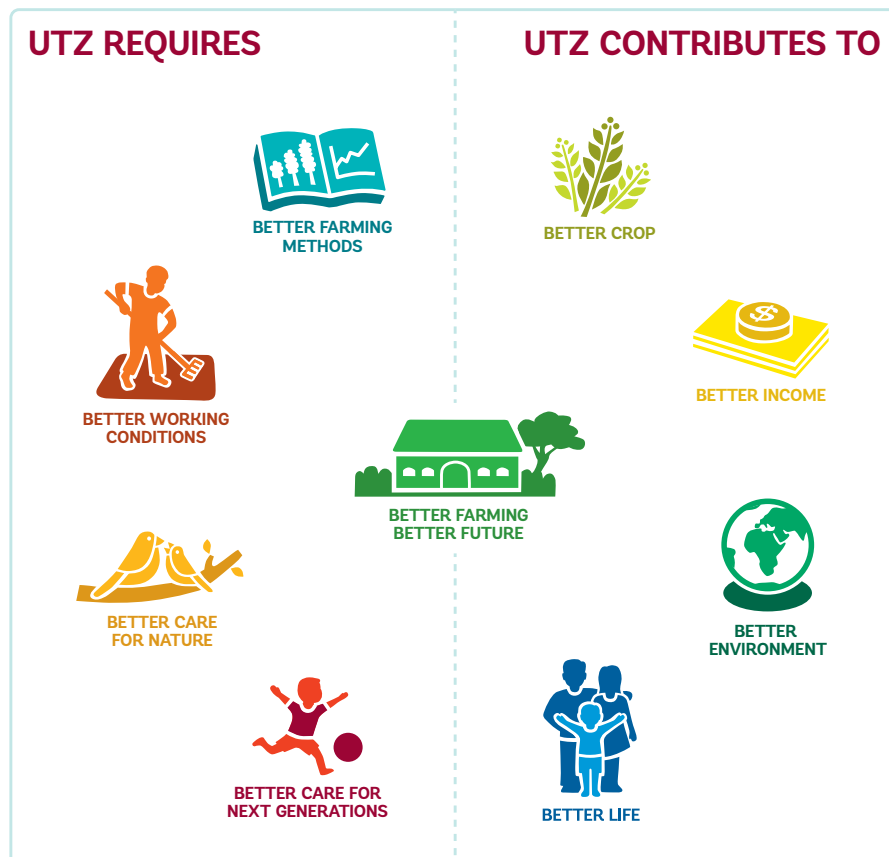 UTZ REQUIRES
BETTER FARMING
METHODS
BETTER WORKING
CONDITIONS
BETTER CARE
FOR NATURE
BETTER CARE FOR
NEXT GENERATIONS
BETTER FARMING
BETTER FUTURE
UTZ CONTRIBUTES TO
BETTER CROP
$
BETTER INCOME
BETTER
ENVIRONMENT
BETTER LIFE